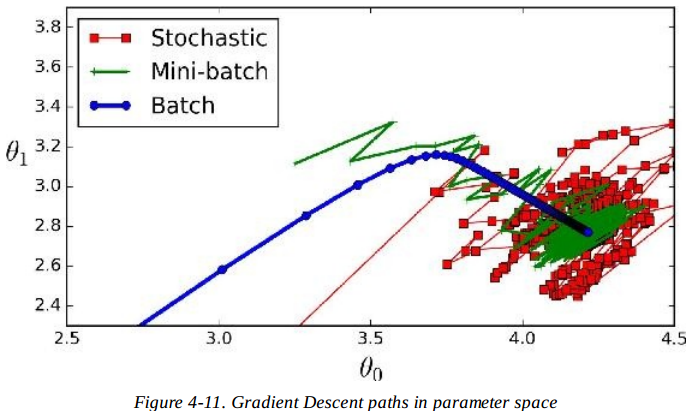 3.8
3.6
3.4
3.2
3.0
2.8
2.6
2.4
θ1
Stochastic
Mini-batch
Batch
2.5 3.0 3.5 4.0 4.5
θ0
Figure 4-11. Gradient Descent paths in parameter space